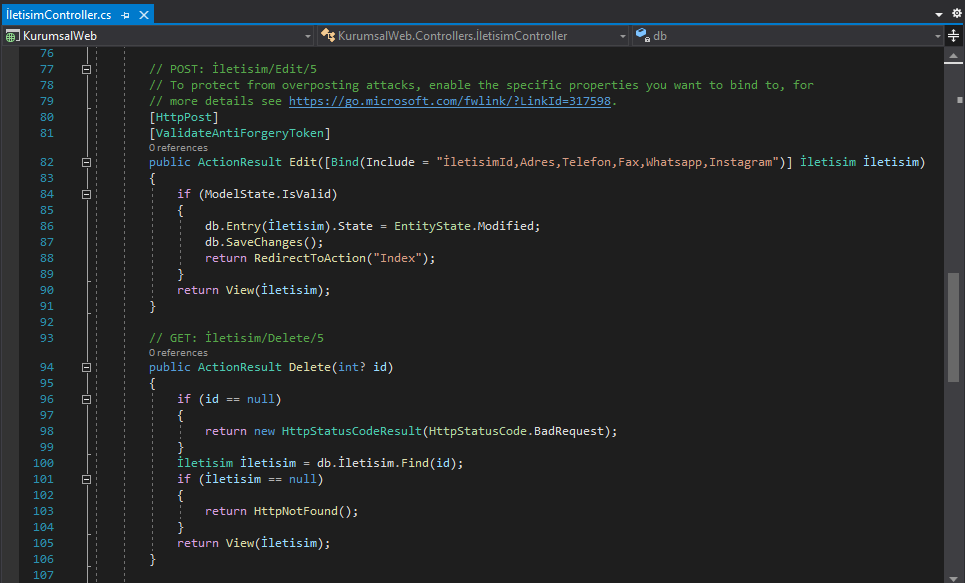 İletisimController.cs
KurumsalWeb KurumsalWeb.Controllers.İletisimController db
76
77 // POST: İletisim/Edit/5
78 // To protect from overposting attacks, enable the specific properties you want to bind to, for
79 // more details see https://go.microsoft.com/fwlink/?LinkId=317598.
80 [HttpPost]
81 [ValidateAntiForgeryToken]
0 references
82 public ActionResult Edit([Bind(Include = "İletisimId,Adres,Telefon,Fax,Whatsapp,Instagram")] İletisim İletisim)
83 {
84 if (ModelState.IsValid)
85 {
86 db.Entry(İletisim).State = EntityState.Modified;
87 db.SaveChanges();
88 return RedirectToAction("Index");
89 }
90 return View(İletisim);
91 }
92
93 // GET: İletisim/Delete/5
0 references
94 public ActionResult Delete(int? id)
95 {
96 if (id == null)
97 {
98 return new HttpStatusCodeResult(HttpStatusCode.BadRequest);
99 }
100 İletisim İletisim = db.İletisim.Find(id);
101 if (İletisim == null)
102 {
103 return HttpNotFound();
104 }
105 return View(İletisim);
106 }
107